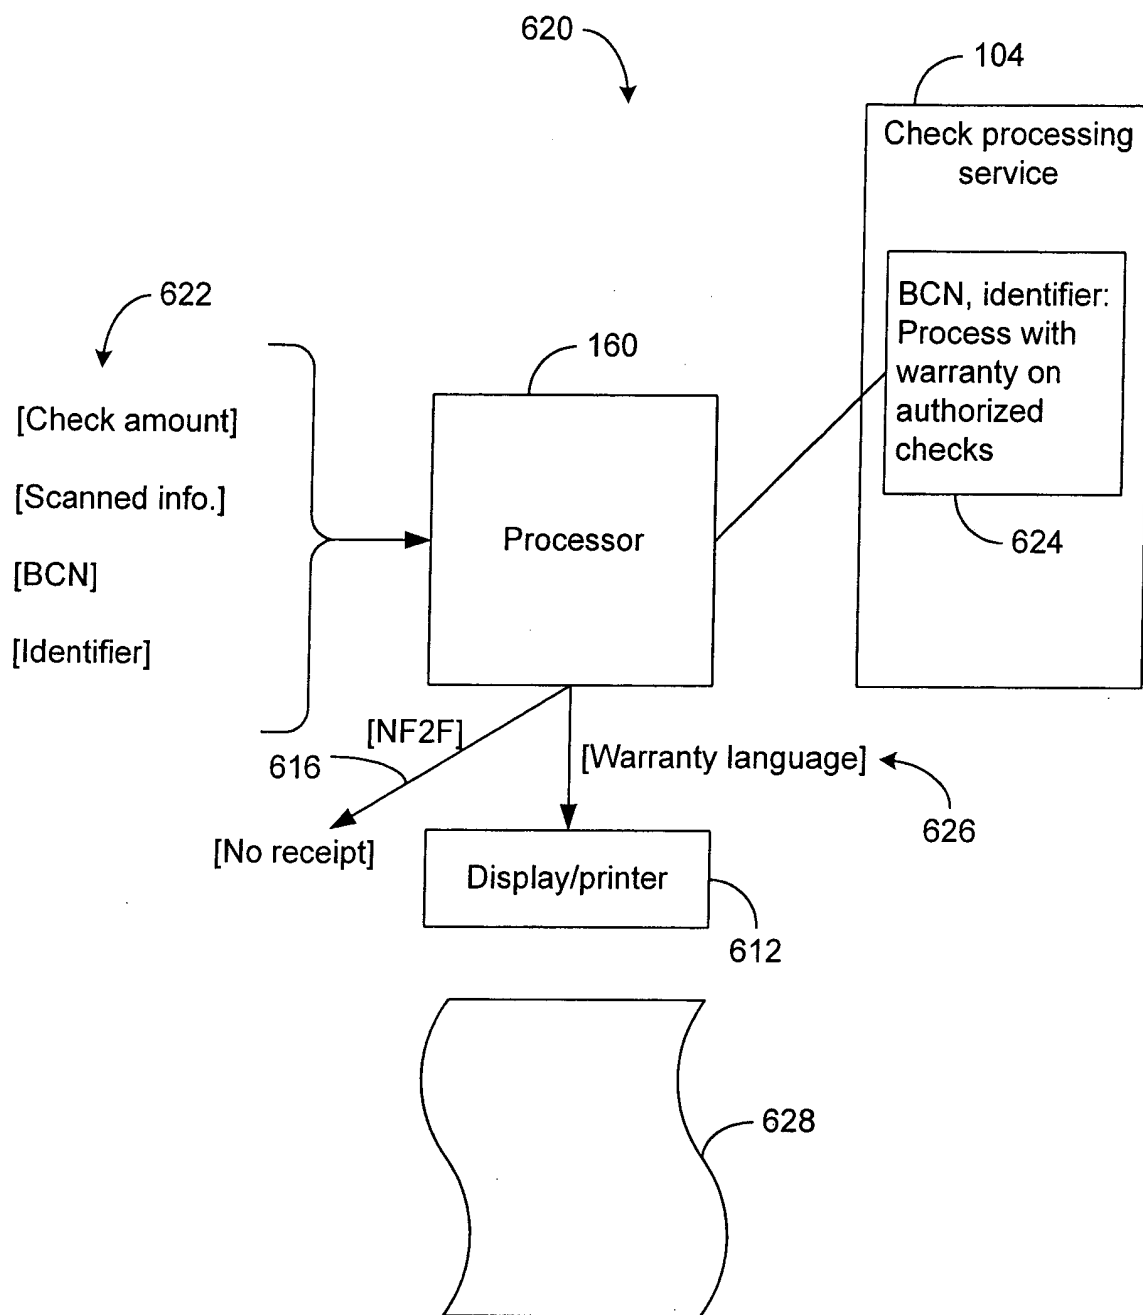 620
104
Check processing
service
622
BCN, identifier:
Process with
warranty on
authorized
checks
160
[Check amount]
[Scanned info.]
[BCN]
[Identifier]
Processor
624
[NF2F]
616
[Warranty language]
626
[No receipt]
Display/printer
612
628